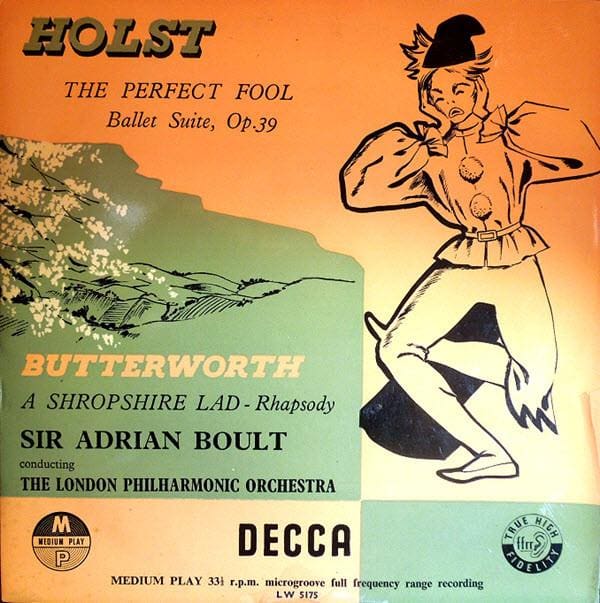 HOLST
THE PERFECT FOOL
Ballet Suite, Op.39
BUTTERWORTH
A SHROPSHIRE LAD - Rhapsody
SIR ADRIAN BOULT
conducting
THE LONDON PHILHARMONIC ORCHESTRA
M
MEDIUM PLAY
P
DECCA
TRUE HIGH
ffrr
FIDELITY
MEDIUM PLAY 33⅓ r.p.m. microgroove full frequency range recording
LW 5175